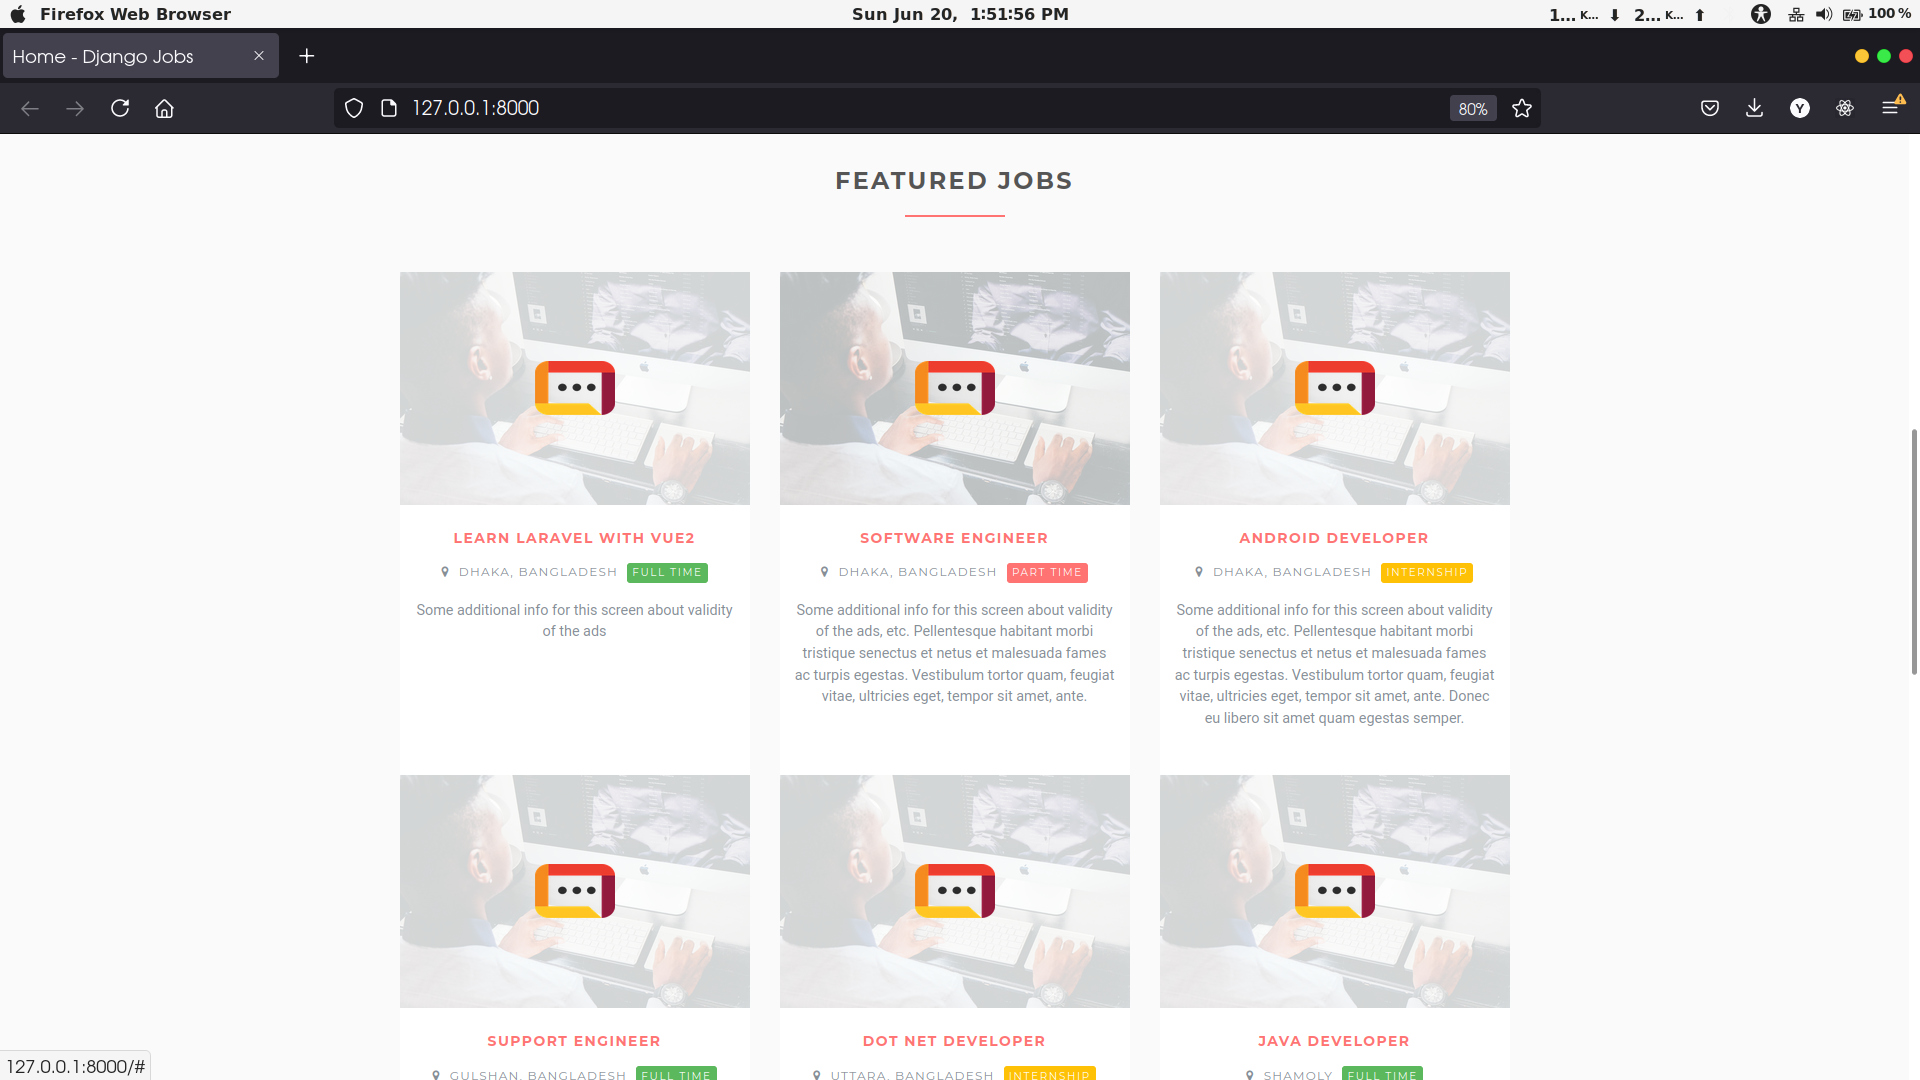 Firefox Web Browser
Sun Jun 20, 1:51:56 PM
1... K... 2... K... 100 %
Home - Django Jobs
127.0.0.1:8000
80%
Y
FEATURED JOBS
LEARN LARAVEL WITH VUE2
DHAKA, BANGLADESH FULL TIME
Some additional info for this screen about validity
of the ads
SOFTWARE ENGINEER
DHAKA, BANGLADESH PART TIME
Some additional info for this screen about validity
of the ads, etc. Pellentesque habitant morbi
tristique senectus et netus et malesuada fames
ac turpis egestas. Vestibulum tortor quam, feugiat
vitae, ultricies eget, tempor sit amet, ante.
ANDROID DEVELOPER
DHAKA, BANGLADESH INTERNSHIP
Some additional info for this screen about validity
of the ads, etc. Pellentesque habitant morbi
tristique senectus et netus et malesuada fames
ac turpis egestas. Vestibulum tortor quam, feugiat
vitae, ultricies eget, tempor sit amet, ante. Donec
eu libero sit amet quam egestas semper.
SUPPORT ENGINEER
GULSHAN, BANGLADESH FULL TIME
DOT NET DEVELOPER
UTTARA, BANGLADESH INTERNSHIP
JAVA DEVELOPER
SHAMOLY FULL TIME
127.0.0.1:8000/#